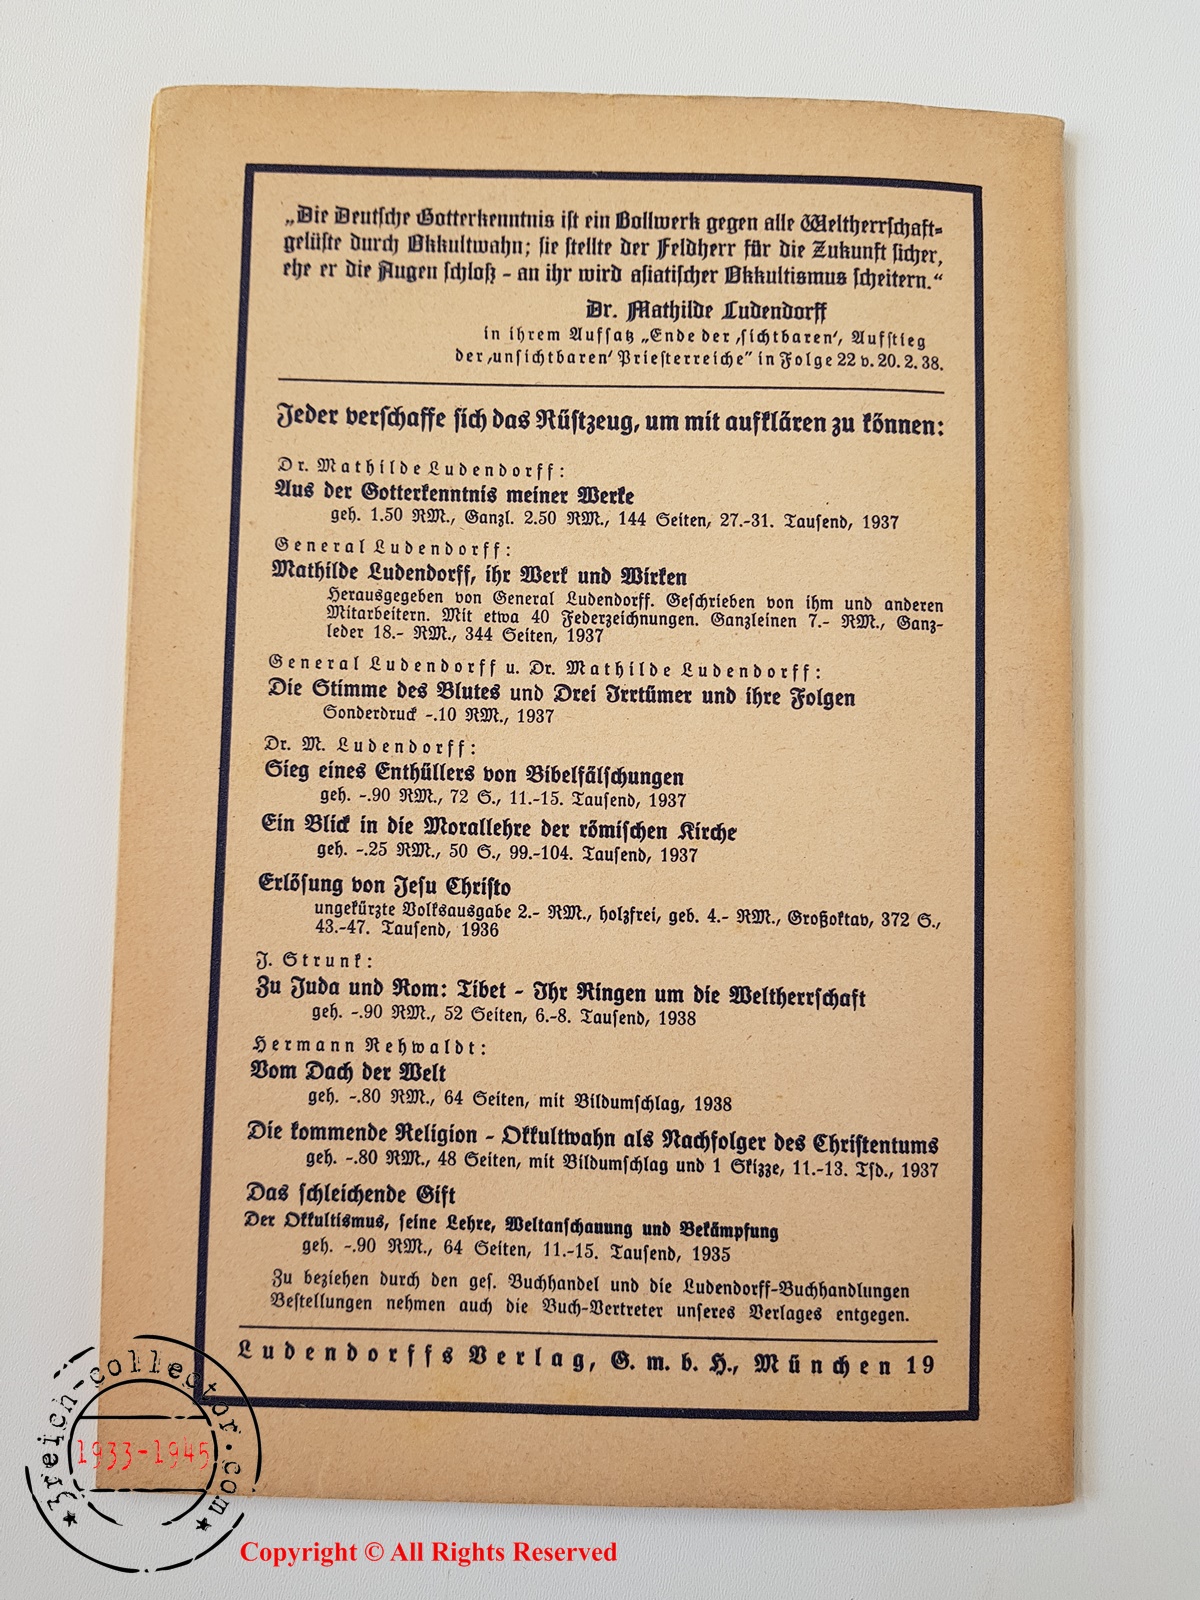 „Die Deutsche Gotterkenntnis ist ein Bollwerk gegen alle Weltherrschaft-
gelüste durch Okkultwahn; sie stellte der Feldherr für die Zukunft sicher,
ehe er die Augen schloß - an ihr wird asiatischer Okkultismus scheitern.“
Dr. Mathilde Ludendorff
in ihrem Aufsatz „Ende der ‚sichtbaren‘, Aufstieg
der ‚unsichtbaren‘ Priesterreiche“ in Folge 22 v. 20. 2. 38.
Jeder verschaffe sich das Rüstzeug, um mit aufklären zu können:
Dr. Mathilde Ludendorff:
Aus der Gotterkenntnis meiner Werke
geh. 1.50 RM., Ganzl. 2.50 RM., 144 Seiten, 27.-31. Tausend, 1937
General Ludendorff:
Mathilde Ludendorff, ihr Werk und Wirken
Herausgegeben von General Ludendorff. Geschrieben von ihm und anderen
Mitarbeitern. Mit etwa 40 Federzeichnungen. Ganzleinen 7.- RM., Ganz-
leder 18.- RM., 344 Seiten, 1937
General Ludendorff u. Dr. Mathilde Ludendorff:
Die Stimme des Blutes und Drei Irrtümer und ihre Folgen
Sonderdruck -.10 RM., 1937
Dr. M. Ludendorff:
Sieg eines Enthüllers von Bibelfälschungen
geh. -.90 RM., 72 S., 11.-15. Tausend, 1937
Ein Blick in die Morallehre der römischen Kirche
geh. -.25 RM., 50 S., 99.-104. Tausend, 1937
Erlösung von Jesu Christo
ungekürzte Volksausgabe 2.- RM., holzfrei, geb. 4.- RM., Großoktav, 372 S.,
43.-47. Tausend, 1936
J. Strunk:
Zu Juda und Rom: Tibet - Ihr Ringen um die Weltherrschaft
geh. -.90 RM., 52 Seiten, 6.-8. Tausend, 1938
Hermann Rehwaldt:
Vom Dach der Welt
geh. -.80 RM., 64 Seiten, mit Bildumschlag, 1938
Die kommende Religion - Okkultwahn als Nachfolger des Christentums
geh. -.80 RM., 48 Seiten, mit Bildumschlag und 1 Skizze, 11.-13. Tsd., 1937
Das schleichende Gift
Der Okkultismus, seine Lehre, Weltanschauung und Bekämpfung
geh. -.90 RM., 64 Seiten, 11.-15. Tausend, 1935
Zu beziehen durch den ges. Buchhandel und die Ludendorff-Buchhandlungen
Bestellungen nehmen auch die Buch-Vertreter unseres Verlages entgegen.
Ludendorffs Verlag, G. m. b. H., München 19
3reich-collector.com
1933-1945
Copyright © All Rights Reserved